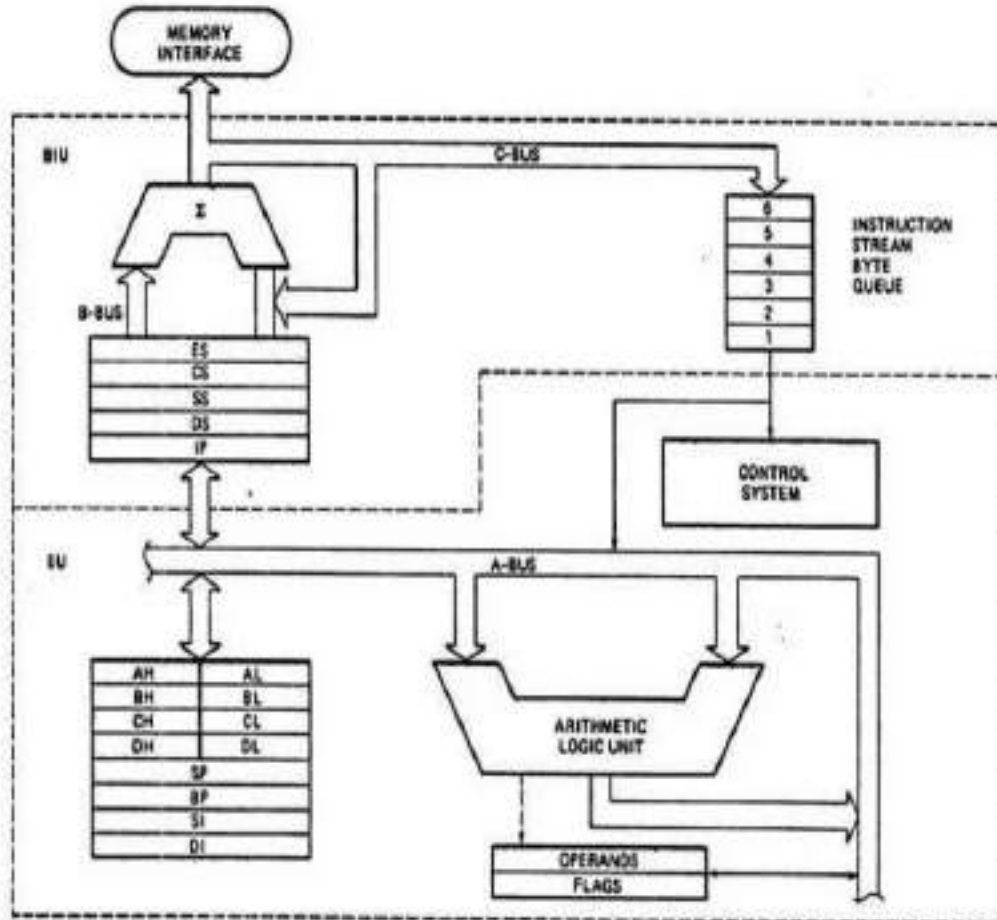 MEMORY
INTERFACE
BIU
C-BUS
Σ
B-BUS
6
5
4
3
2
1
INSTRUCTION
STREAM
BYTE
QUEUE
ES
CS
SS
DS
IP
CONTROL
SYSTEM
EU
A-BUS
AH AL
BH BL
CH CL
DH DL
SP
BP
SI
DI
ARITHMETIC
LOGIC UNIT
OPERANDS
FLAGS